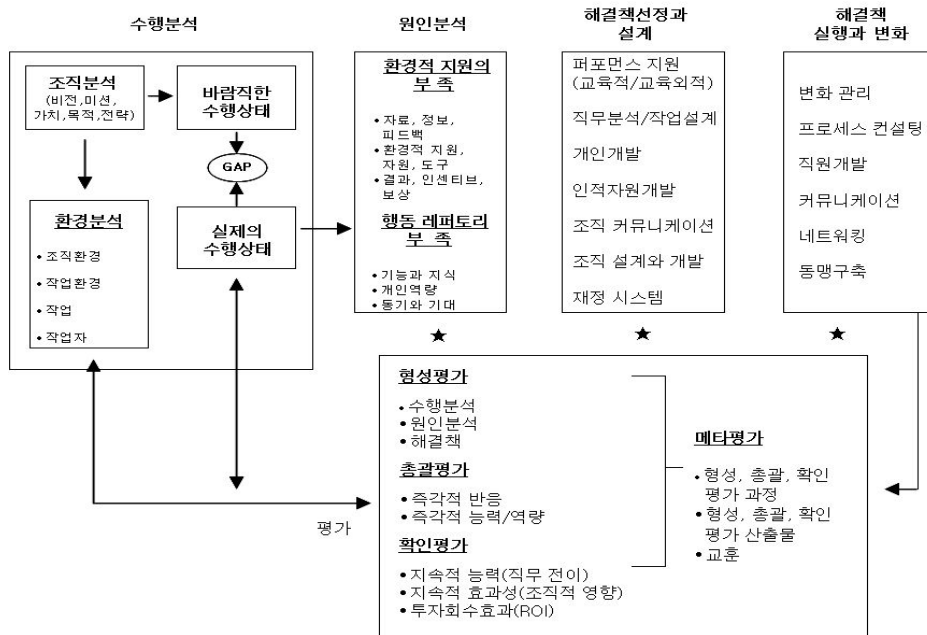 수행분석
조직분석
(비전,미션,
가치,목적,전략)
바람직한
수행상태
GAP
환경분석
• 조직환경
• 작업환경
• 작업
• 작업자
실제의
수행상태
원인분석
환경적 지원의
부 족
• 자료, 정보,
피드백
• 환경적 지원,
자원, 도구
• 결과, 인센티브,
보상
행동 레퍼토리
부 족
• 기능과 지식
• 개인역량
• 동기와 기대
해결책선정과
설계
퍼포먼스 지원
(교육적/교육외적)
직무분석/작업설계
개인개발
인적자원개발
조직 커뮤니케이션
조직 설계와 개발
재정 시스템
해결책
실행과 변화
변화 관리
프로세스 컨설팅
직원개발
커뮤니케이션
네트워킹
동맹구축
★ ★ ★
평가
형성평가
• 수행분석
• 원인분석
• 해결책
총괄평가
• 즉각적 반응
• 즉각적 능력/역량
확인평가
• 지속적 능력(직무 전이)
• 지속적 효과성(조직적 영향)
• 투자회수효과(ROI)
메타평가
• 형성, 총괄, 확인
평가 과정
• 형성, 총괄, 확인
평가 산출물
• 교훈